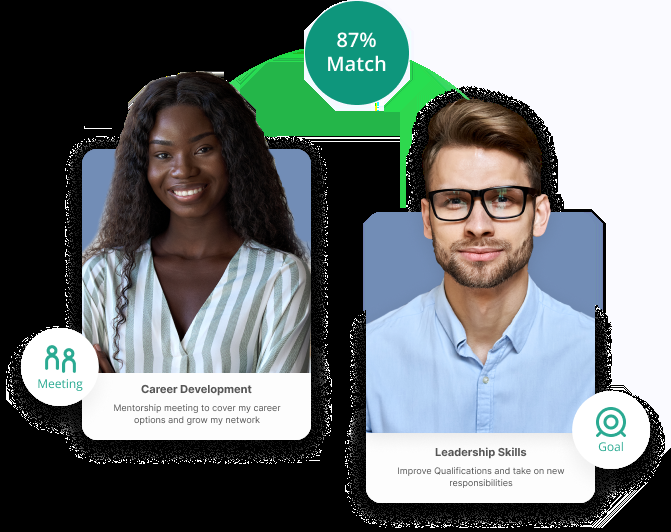 87%
Match
Meeting
Career Development
Mentorship meeting to cover my career
options and grow my network
Goal
Leadership Skills
Improve Qualifications and take on new
responsibilities